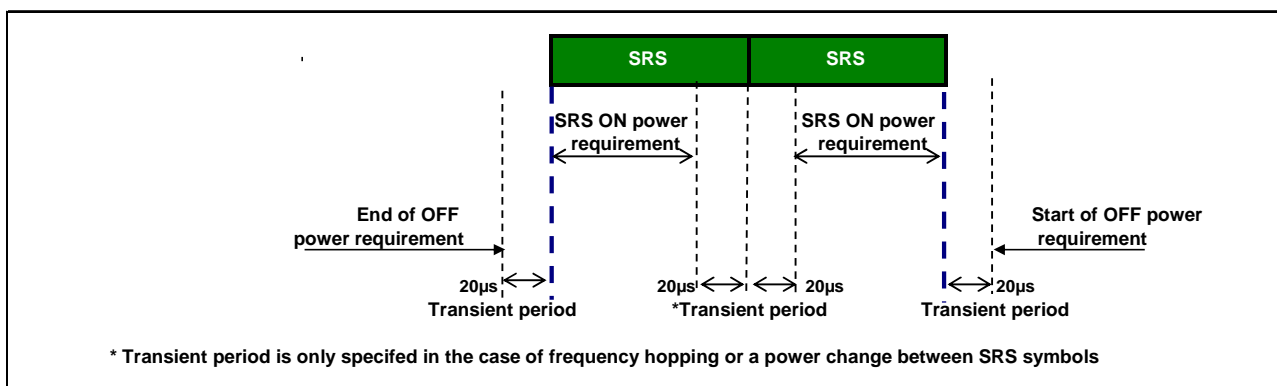 SRS SRS
SRS ON power
requirement
SRS ON power
requirement
End of OFF
power requirement
Start of OFF power
requirement
20µs 20µs 20µs 20µs
Transient period *Transient period Transient period
* Transient period is only specifed in the case of frequency hopping or a power change between SRS symbols